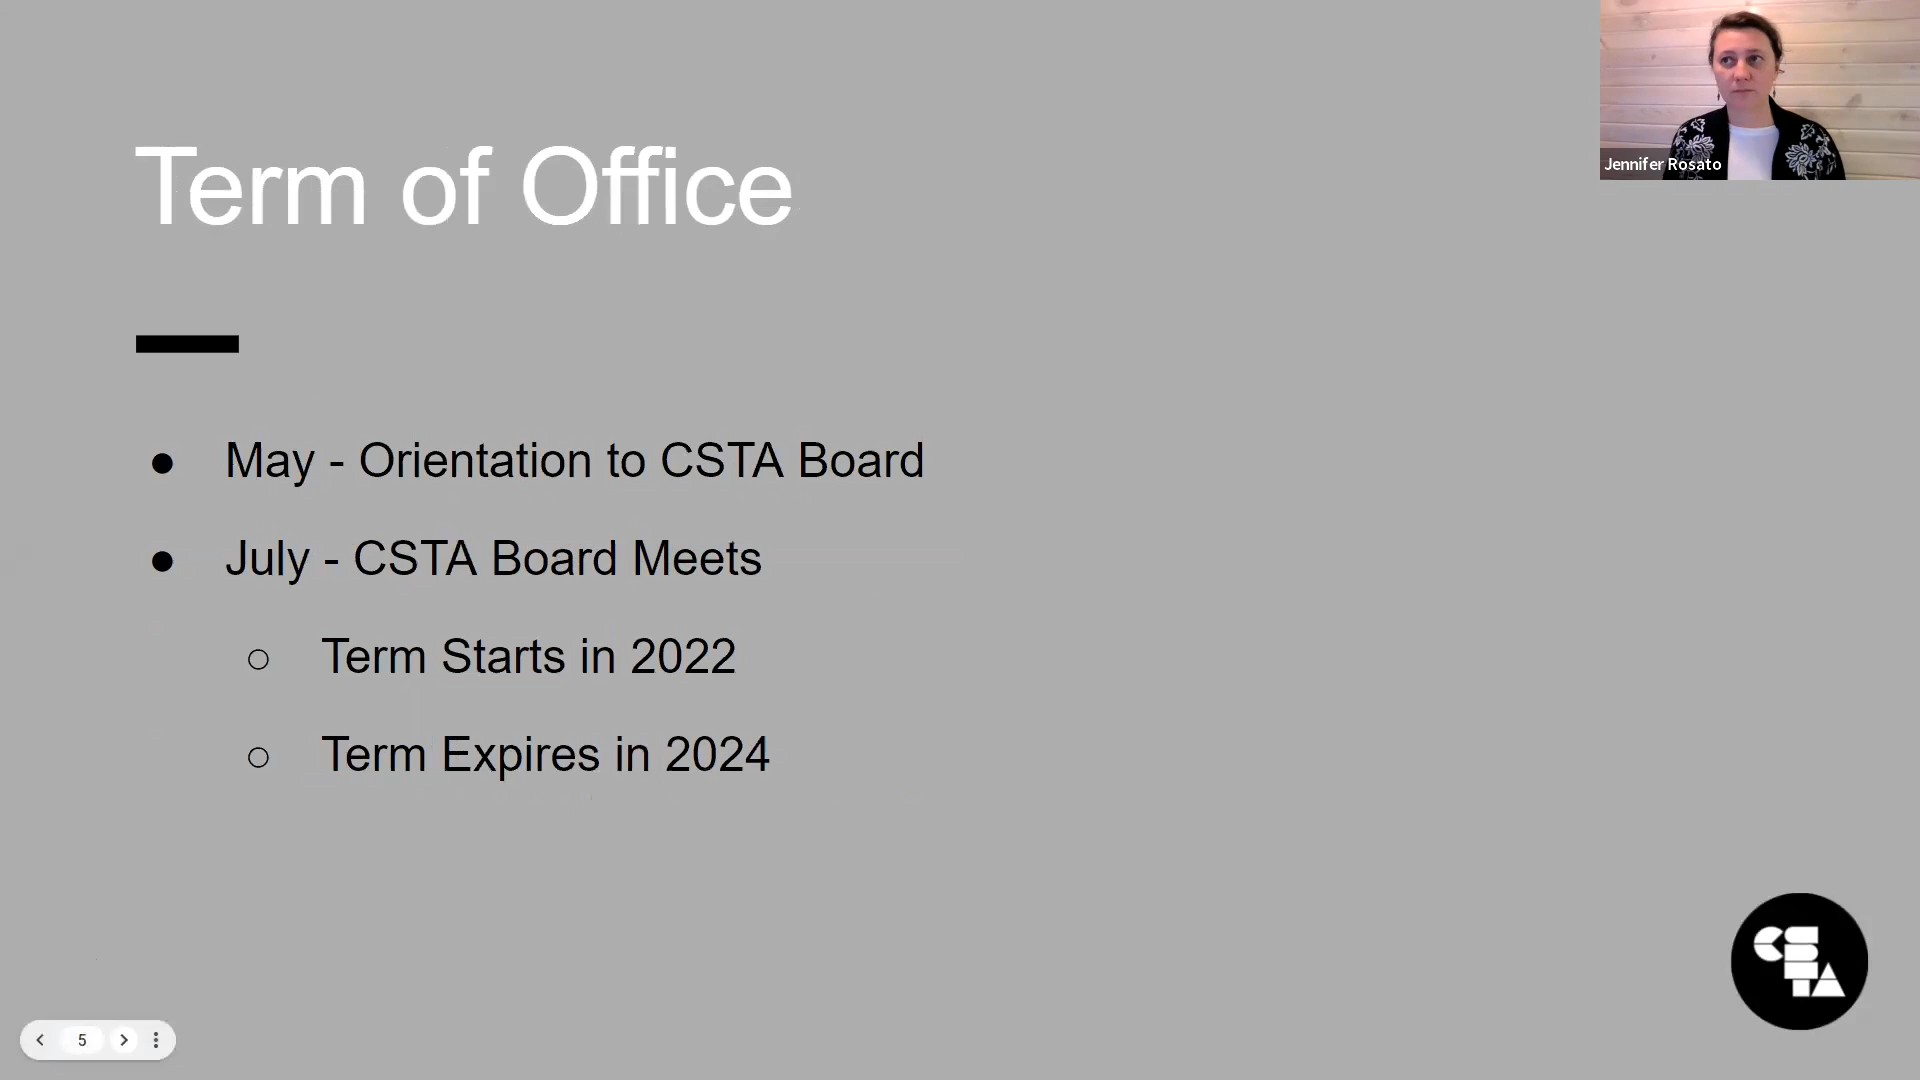 Term of Office
Jennifer Rosato
● May - Orientation to CSTA Board
● July - CSTA Board Meets
○ Term Starts in 2022
○ Term Expires in 2024
CSTA
5